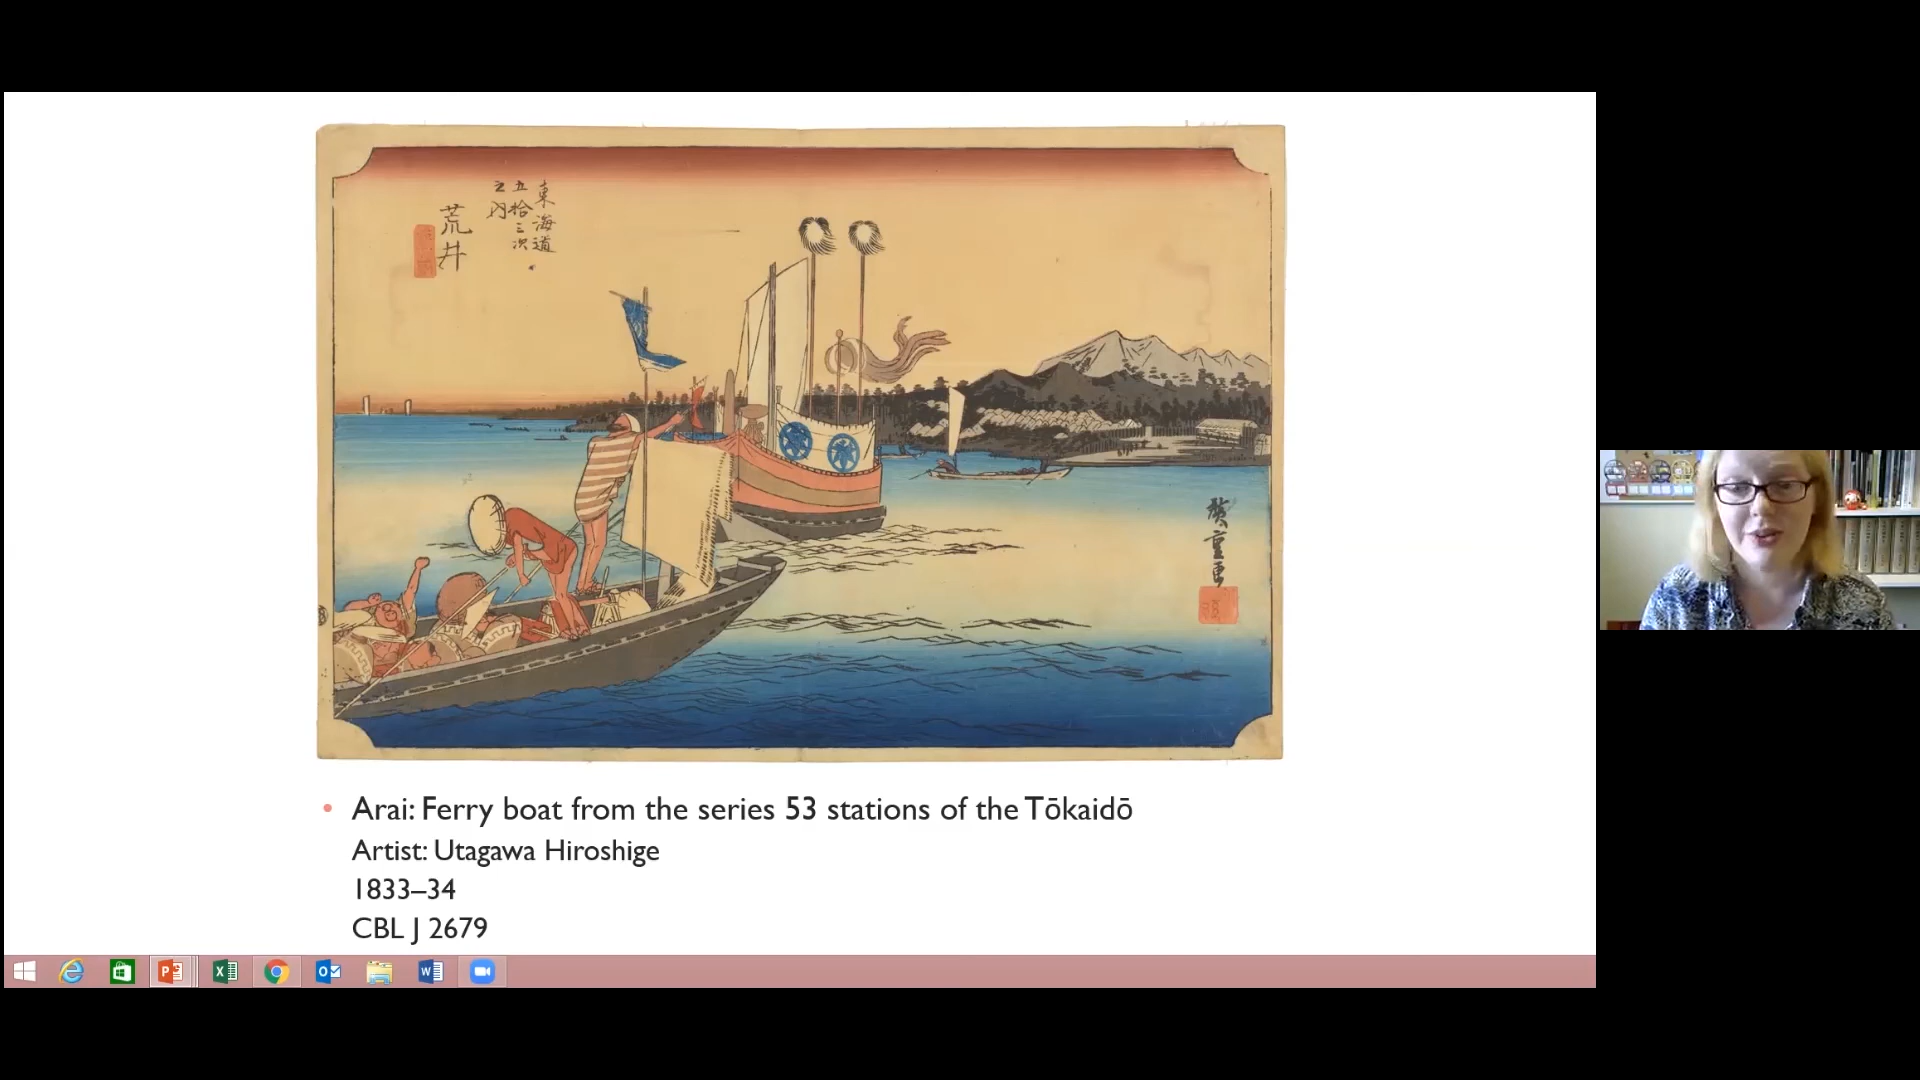 東海道
五拾三次
之内
荒井
廣重画
Arai: Ferry boat from the series 53 stations of the Tōkaidō
Artist: Utagawa Hiroshige
1833–34
CBL J 2679